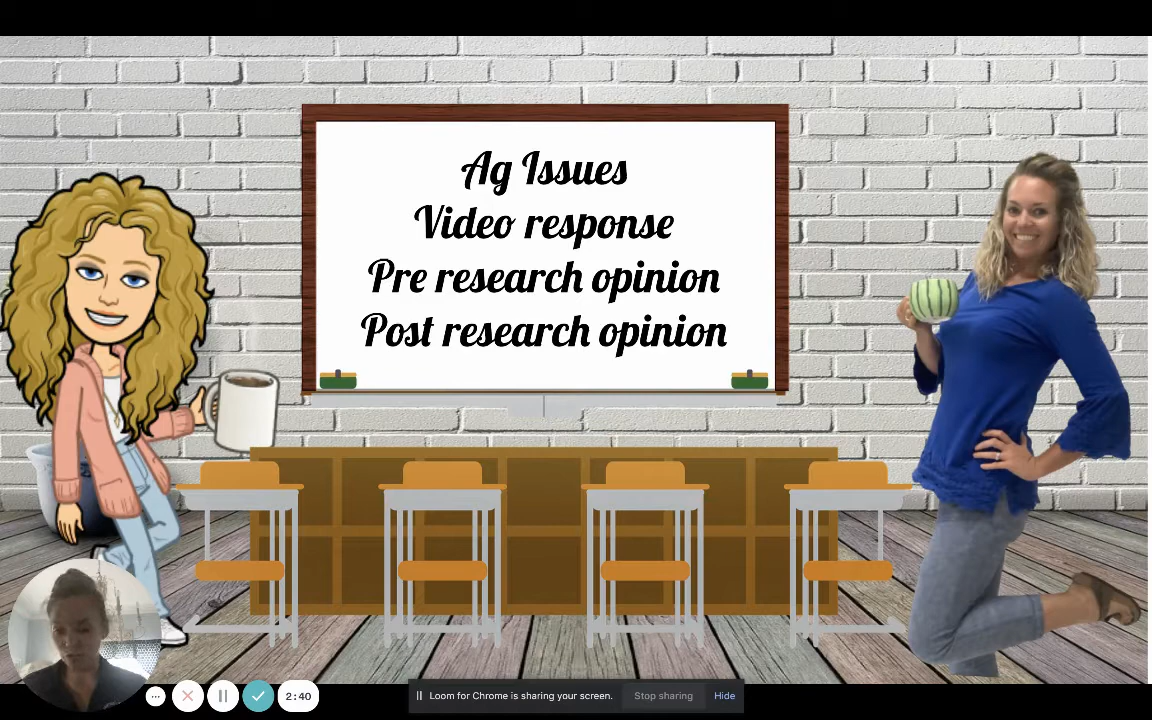 Ag Issues
Video response
Pre research opinion
Post research opinion
2:40
Loom for Chrome is sharing your screen.
Stop sharing
Hide